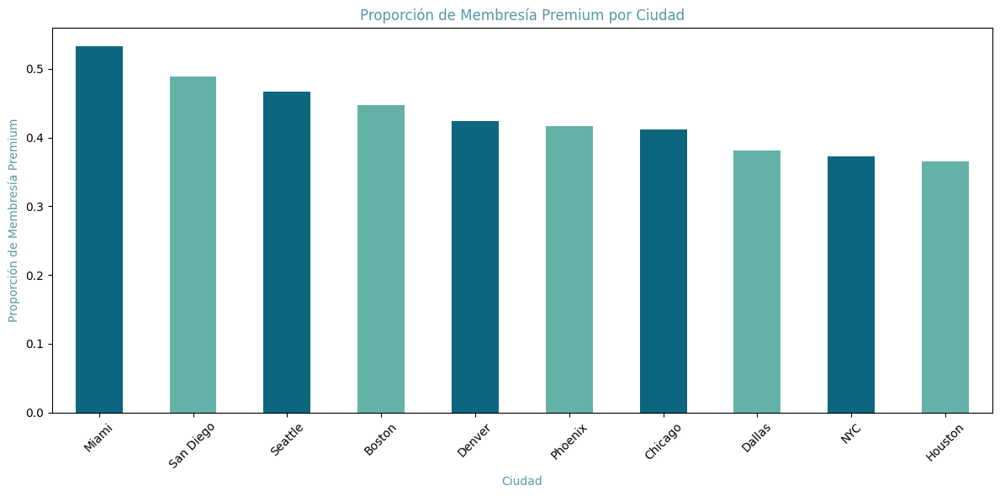 Proporción de Membresía Premium por Ciudad
Proporción de Membresía Premium
0.5
0.4
0.3
0.2
0.1
0.0
Miami
San Diego
Seattle
Boston
Denver
Phoenix
Chicago
Dallas
NYC
Houston
Ciudad